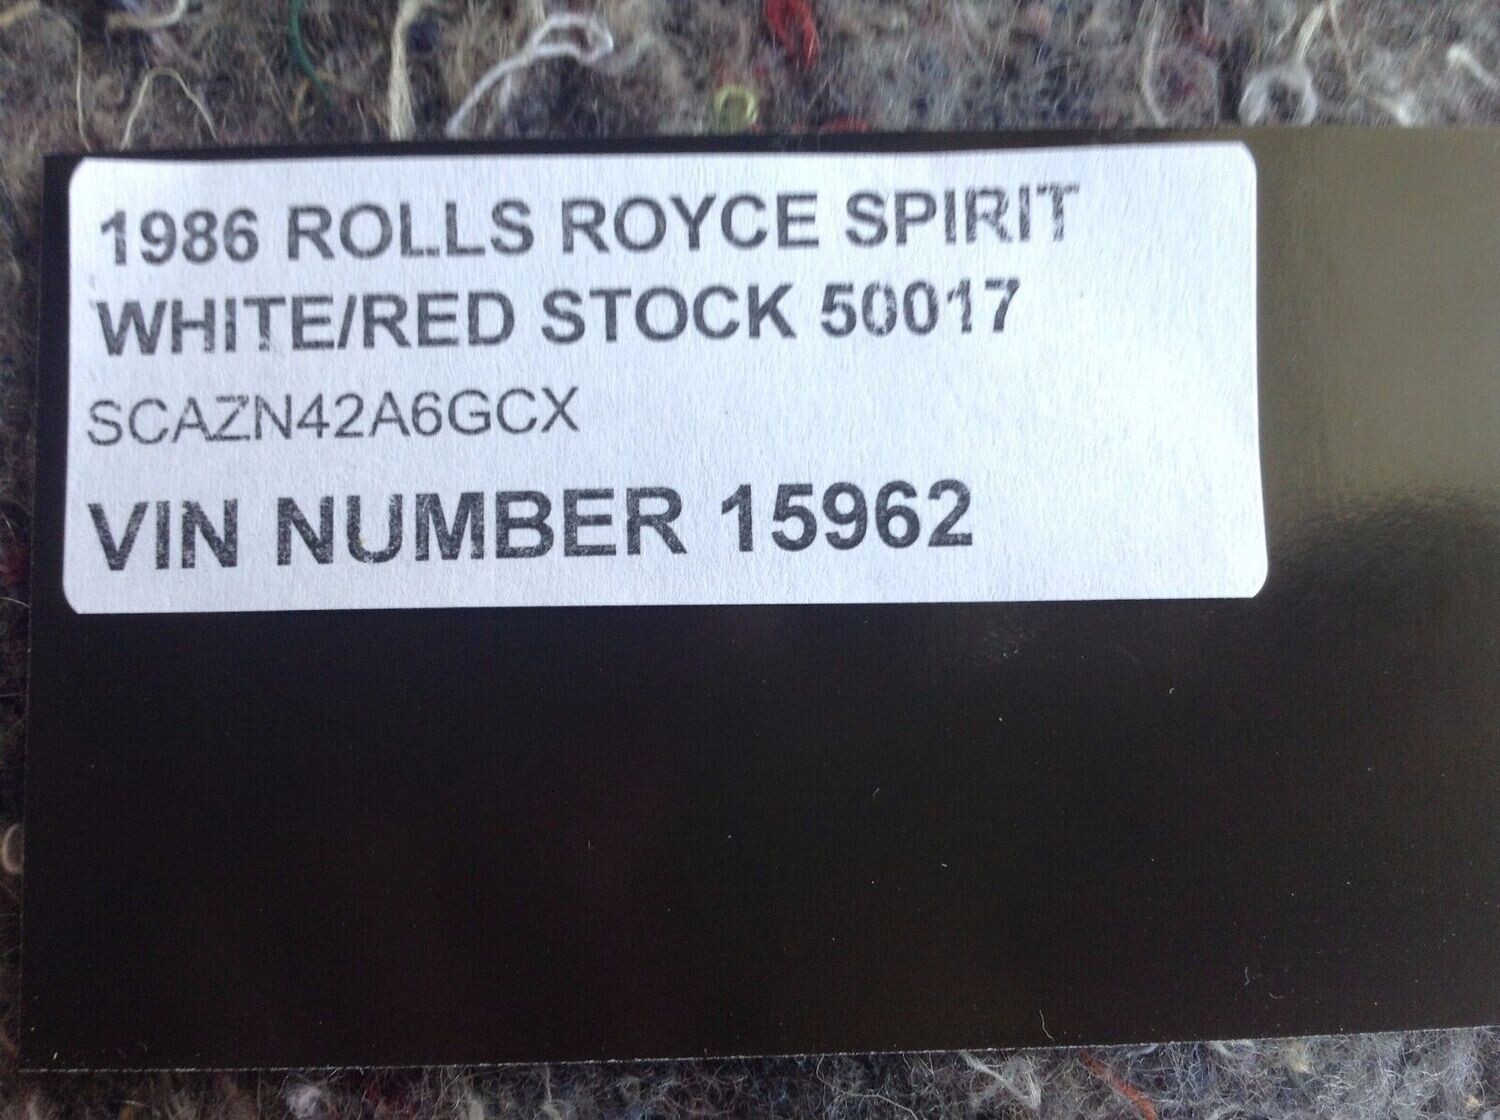 1986 ROLLS ROYCE SPIRIT
WHITE/RED STOCK 50017
SCAZN42A6GCX
VIN NUMBER 15962